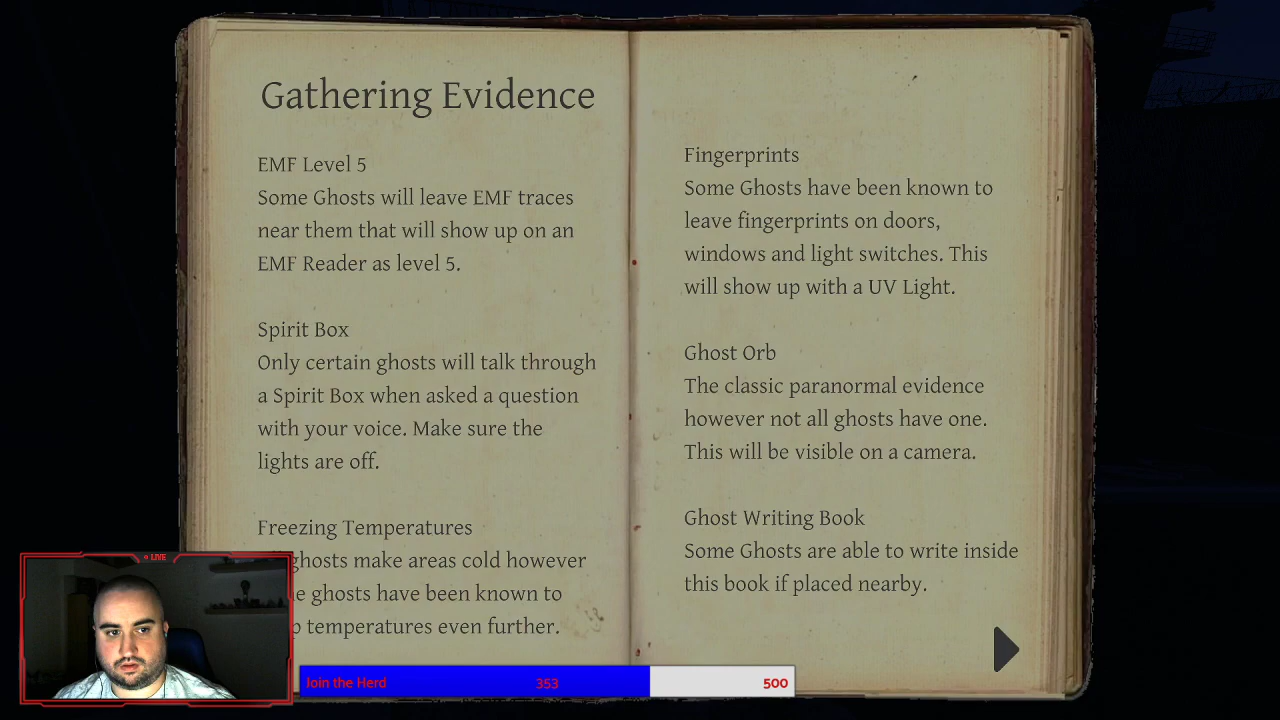 Gathering Evidence
EMF Level 5
Some Ghosts will leave EMF traces
near them that will show up on an
EMF Reader as level 5.
Spirit Box
Only certain ghosts will talk through
a Spirit Box when asked a question
with your voice. Make sure the
lights are off.
Freezing Temperatures
ghosts make areas cold however
ghosts have been known to
temperatures even further.
Fingerprints
Some Ghosts have been known to
leave fingerprints on doors,
windows and light switches. This
will show up with a UV Light.
Ghost Orb
The classic paranormal evidence
however not all ghosts have one.
This will be visible on a camera.
Ghost Writing Book
Some Ghosts are able to write inside
this book if placed nearby.
LIVE
Join the Herd 353 500